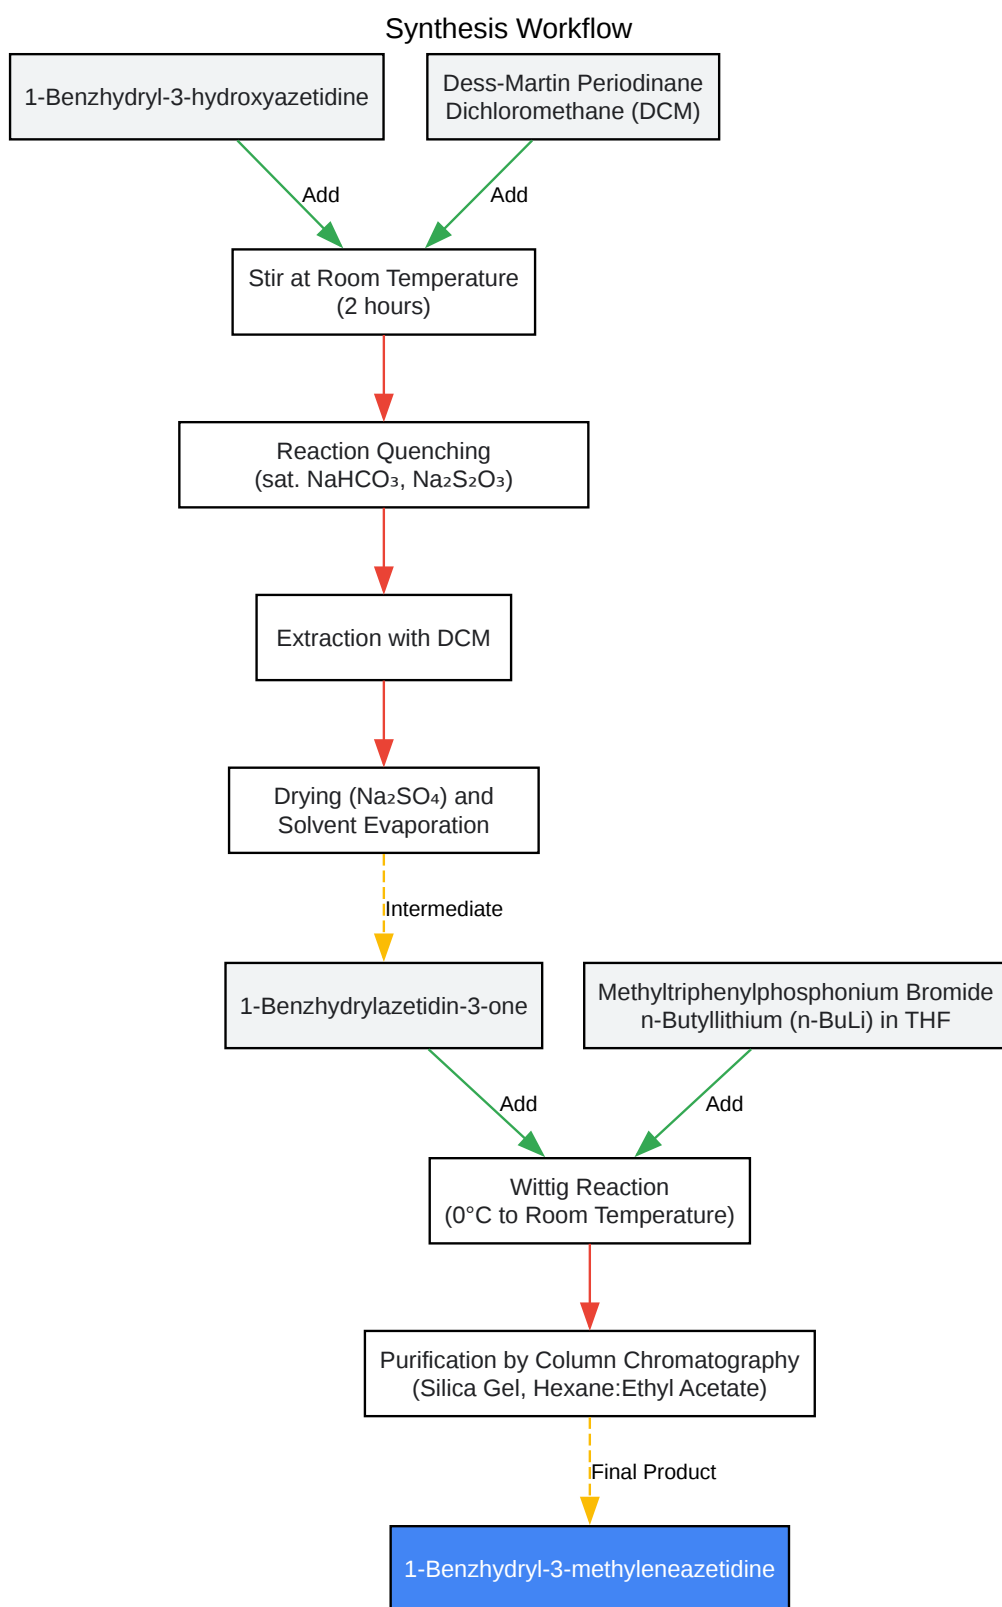 Synthesis Workflow
1-Benzhydryl-3-hydroxyazetidine
Dess-Martin Periodinane
Dichloromethane (DCM)
Add
Add
Stir at Room Temperature
(2 hours)
Reaction Quenching
(sat. NaHCO₃, Na₂S₂O₃)
Extraction with DCM
Drying (Na₂SO₄) and
Solvent Evaporation
Intermediate
1-Benzhydrylazetidin-3-one
Methyltriphenylphosphonium Bromide
n-Butyllithium (n-BuLi) in THF
Add
Add
Wittig Reaction
(0°C to Room Temperature)
Purification by Column Chromatography
(Silica Gel, Hexane:Ethyl Acetate)
Final Product
1-Benzhydryl-3-methyleneazetidine